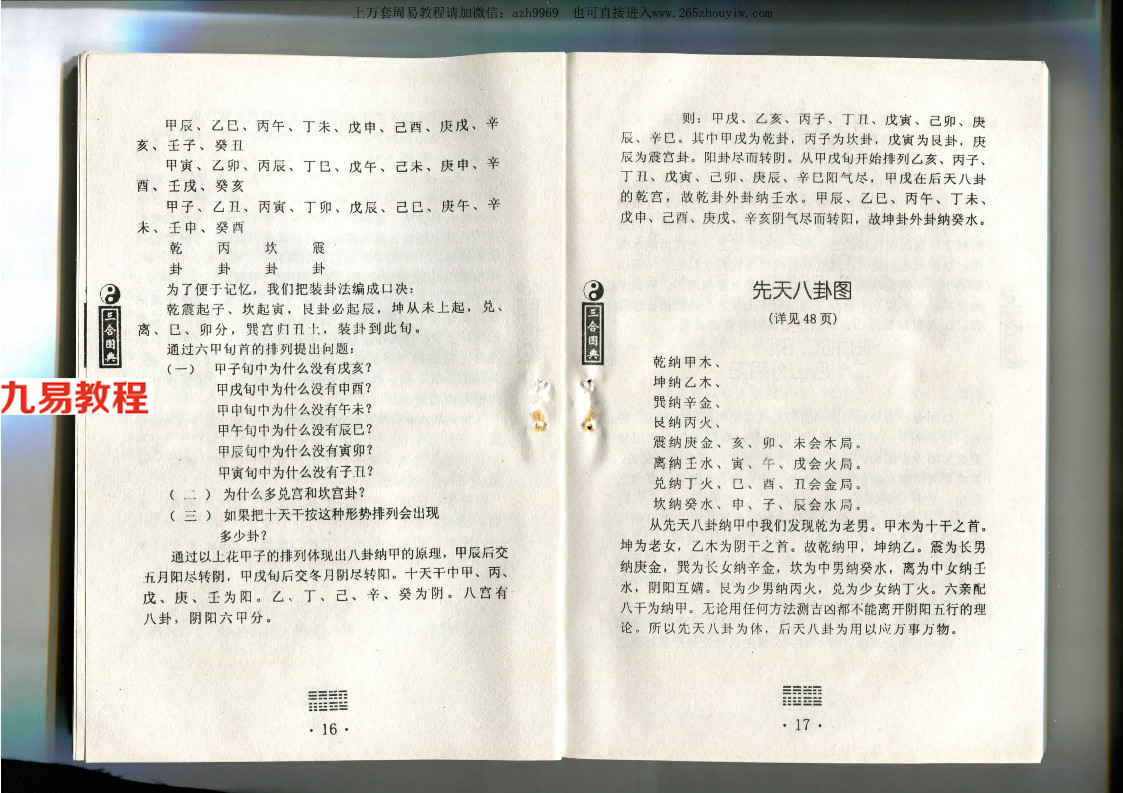 上万套周易教程请加微信：azh9969 也可直接进入www.265zhouyiw.com
甲辰、乙巳、丙午、丁未、戊申、己酉、庚戌、辛
亥、壬子、癸丑
甲寅、乙卯、丙辰、丁巳、戊午、己未、庚申、辛
酉、壬戌、癸亥
甲子、乙丑、丙寅、丁卯、戊辰、己巳、庚午、辛
未、壬申、癸酉
乾 丙 坎 震
卦 卦 卦 卦
为了便于记忆，我们把装卦法编成口决：
乾震起子、坎起寅，艮卦必起辰，坤从未上起，兑、
离、巳、卯分，巽宫归丑上，装卦到此旬。
通过六甲旬首的排列提出问题：
（一） 甲子旬中为什么没有戌亥？
甲戌旬中为什么没有申酉？
甲申旬中为什么没有午未？
甲午旬中为什么没有辰巳？
甲辰旬中为什么没有寅卯？
甲寅旬中为什么没有子丑？
（二）为什么多兑宫和坎宫卦？
（三）如果把十天干按这种形势排列会出现
多少卦？
通过以上花甲子的排列体现出八卦纳甲的原理，甲辰后交
五月阳尽转阴，甲戌旬后交冬月阴尽转阳。十天干中甲、丙、
戊、庚、壬为阳。乙、丁、己、辛、癸为阴。八宫有
八卦，阴阳六甲分。
三合图典
九易教程
·16·
则：甲戌、乙亥、丙子、丁丑、戊寅、己卯、庚
辰、辛巳。其中甲戌为乾卦，丙子为坎卦，戊寅为艮卦，庚
辰为震宫卦。阳卦尽而转阴。从甲戌旬开始排列乙亥、丙子、
丁丑、戊寅、己卯、庚辰、辛巳阳气尽，甲戌在后天八卦
的乾宫，故乾卦外卦纳壬水。甲辰、乙巳、丙午、丁未、
戊申、己酉、庚戌、辛亥阴气尽而转阳，故坤卦外卦纳癸水。
先天八卦图
（详见48页）
三合图典
乾纳甲木、
坤纳乙木、
巽纳辛金、
艮纳丙火、
震纳庚金、亥、卯、未会木局。
离纳壬水、寅、午、戌会火局。
兑纳丁火、巳、酉、丑会金局。
坎纳癸水、申、子、辰会水局。
从先天八卦纳甲中我们发现乾为老男。甲木为十干之首。
坤为老女，乙木为阴干之首。故乾纳甲，坤纳乙。震为长男
纳庚金，巽为长女纳辛金，坎为中男纳癸水，离为中女纳壬
水，阴阳互媾。艮为少男纳丙火，兑为少女纳丁火。六亲配
八干为纳甲。无论用任何方法测吉凶都不能离开阴阳五行的理
论。所以先天八卦为体，后天八卦为用以应万事万物。
·17·